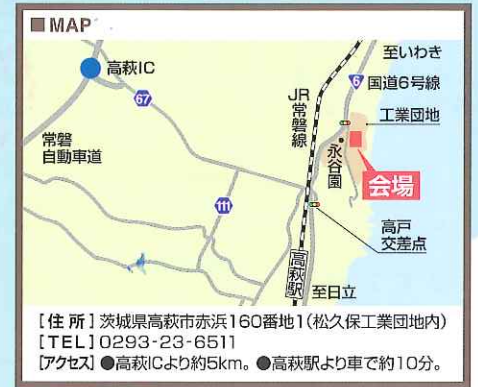 ■MAP
高萩IC
至いわき
6 国道6号線
67
JR常磐線
工業団地
常磐
自動車道
永谷園
会場
111
高戸
交差点
高萩駅
至日立
[住 所]茨城県高萩市赤浜160番地1(松久保工業団地内)
[TEL]0293-23-6511
[アクセス]●高萩ICより約5km。●高萩駅より車で約10分。